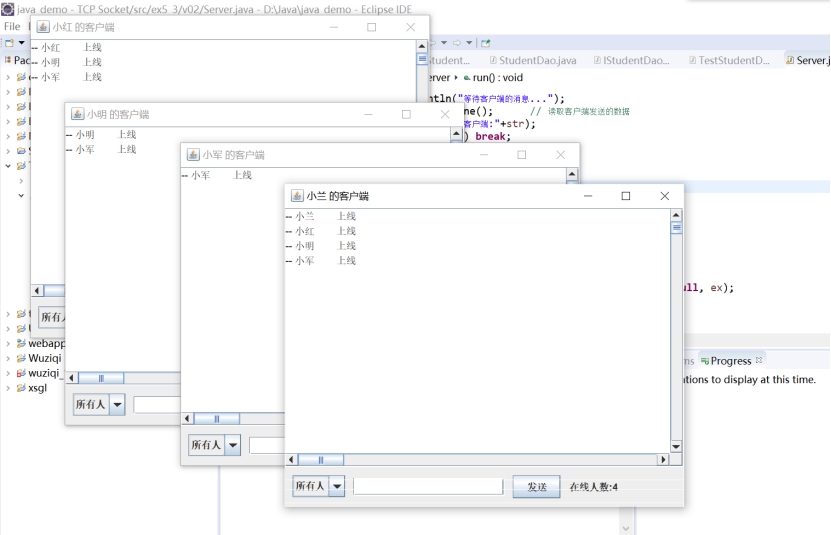 java_demo - TCP Socket/src/ex5_3/v02/Server.java - D:\Java\java_demo - Eclipse IDE
File
小红 的客户端
-- 小红 上线
-- 小明 上线
-- 小军 上线
Pac
tudent...
StudentDao.java
IStudentDao...
TestStudentD...
Server.j
erver
run() : void
ntln("等待客户端的消息...");
ne(); // 读取客户端发送的数据
客户端:"+str);
) break;
小明 的客户端
-- 小明 上线
-- 小军 上线
小军 的客户端
-- 小军 上线
小兰 的客户端
-- 小兰 上线
-- 小红 上线
-- 小明 上线
-- 小军 上线
ull, ex);
所有人
webapp
Wuziqi
wuziqi_
xsgl
ns
Progress
ations to display at this time.
所有人
所有人
所有人
发送
在线人数:4